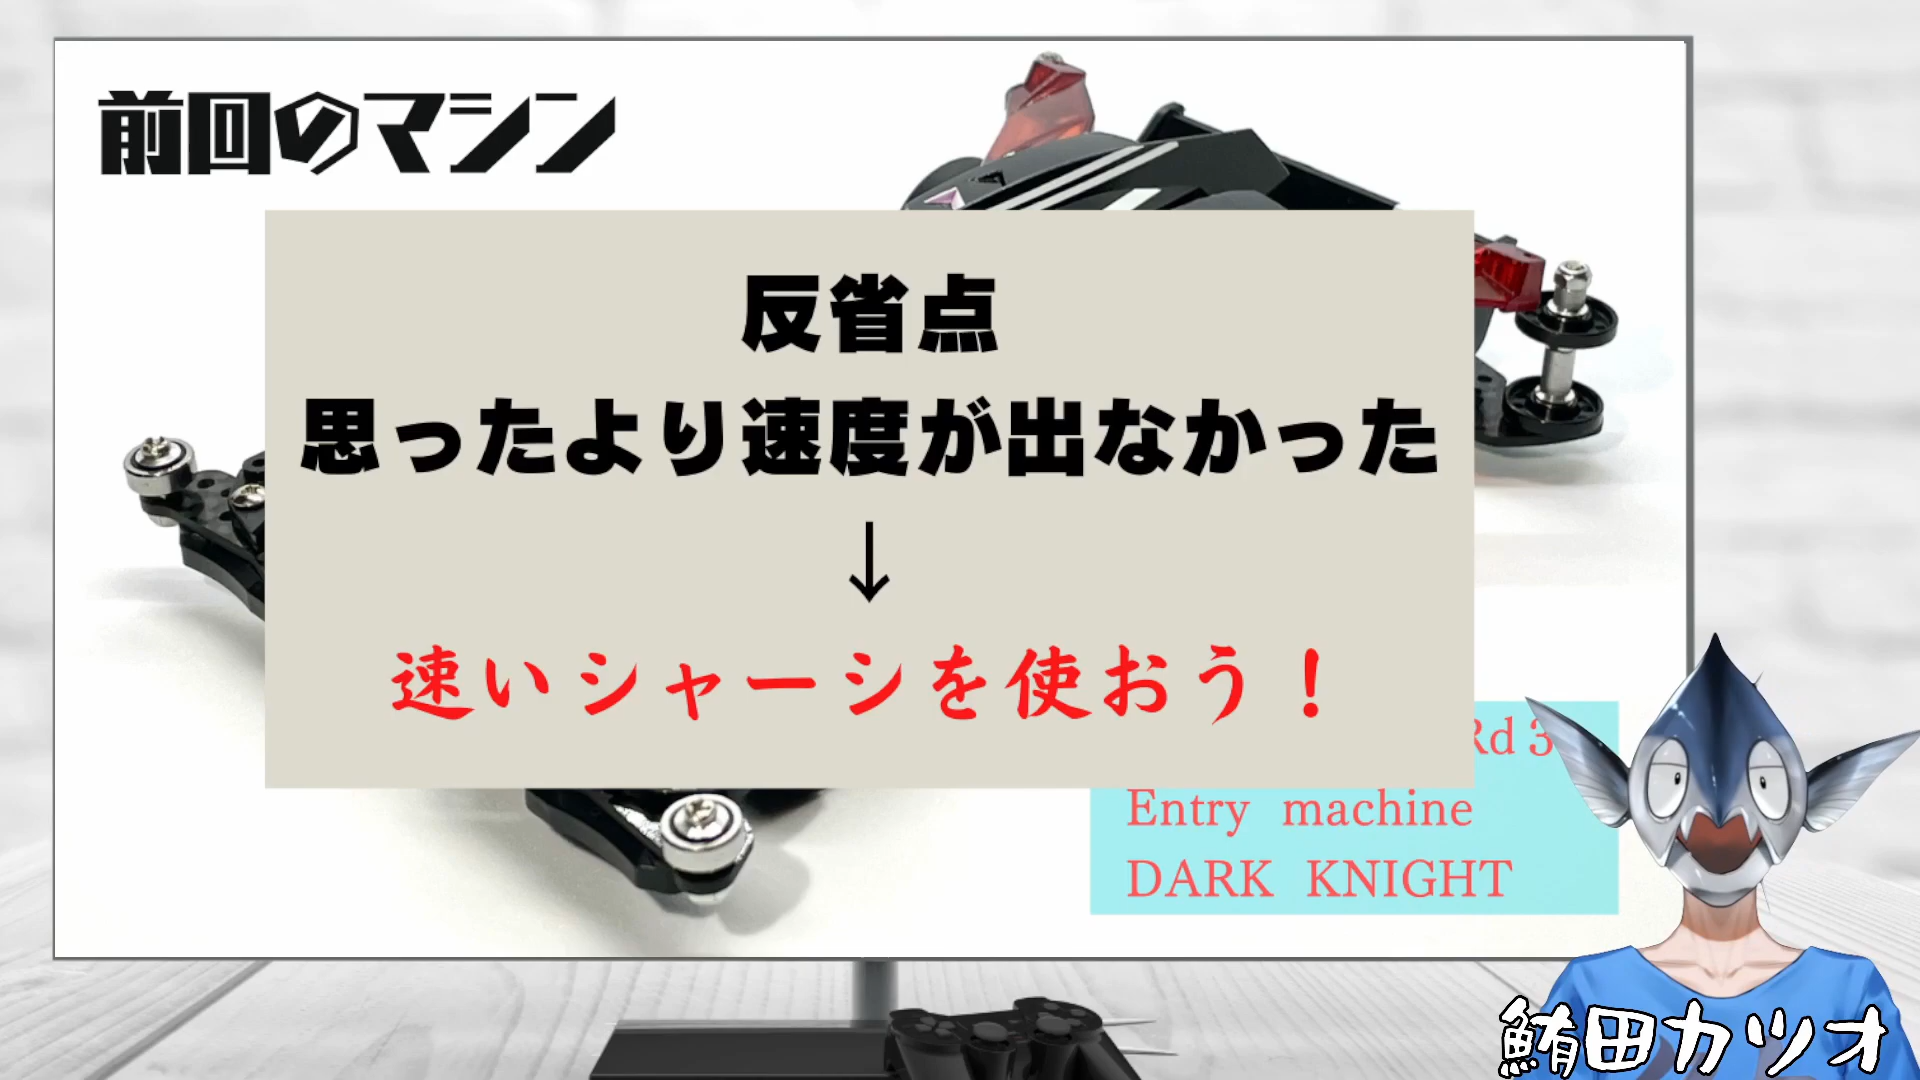 前回のマシン
反省点
思ったより速度が出なかった
↓
速いシャーシを使おう！
Rd 3
Entry machine
DARK KNIGHT
鮪田カツオ